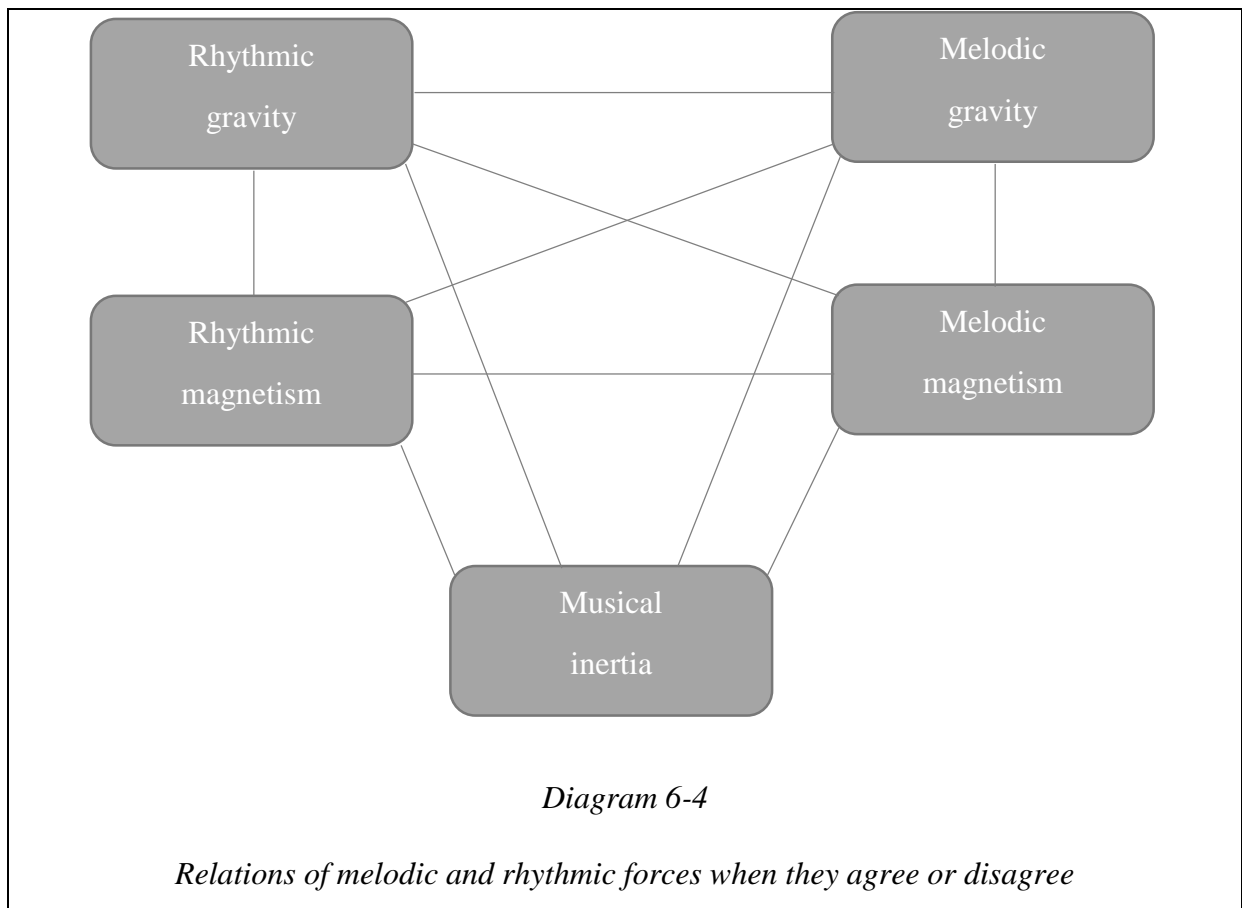 Rhythmic
gravity
Melodic
gravity
Rhythmic
magnetism
Melodic
magnetism
Musical
inertia
Diagram 6-4
Relations of melodic and rhythmic forces when they agree or disagree